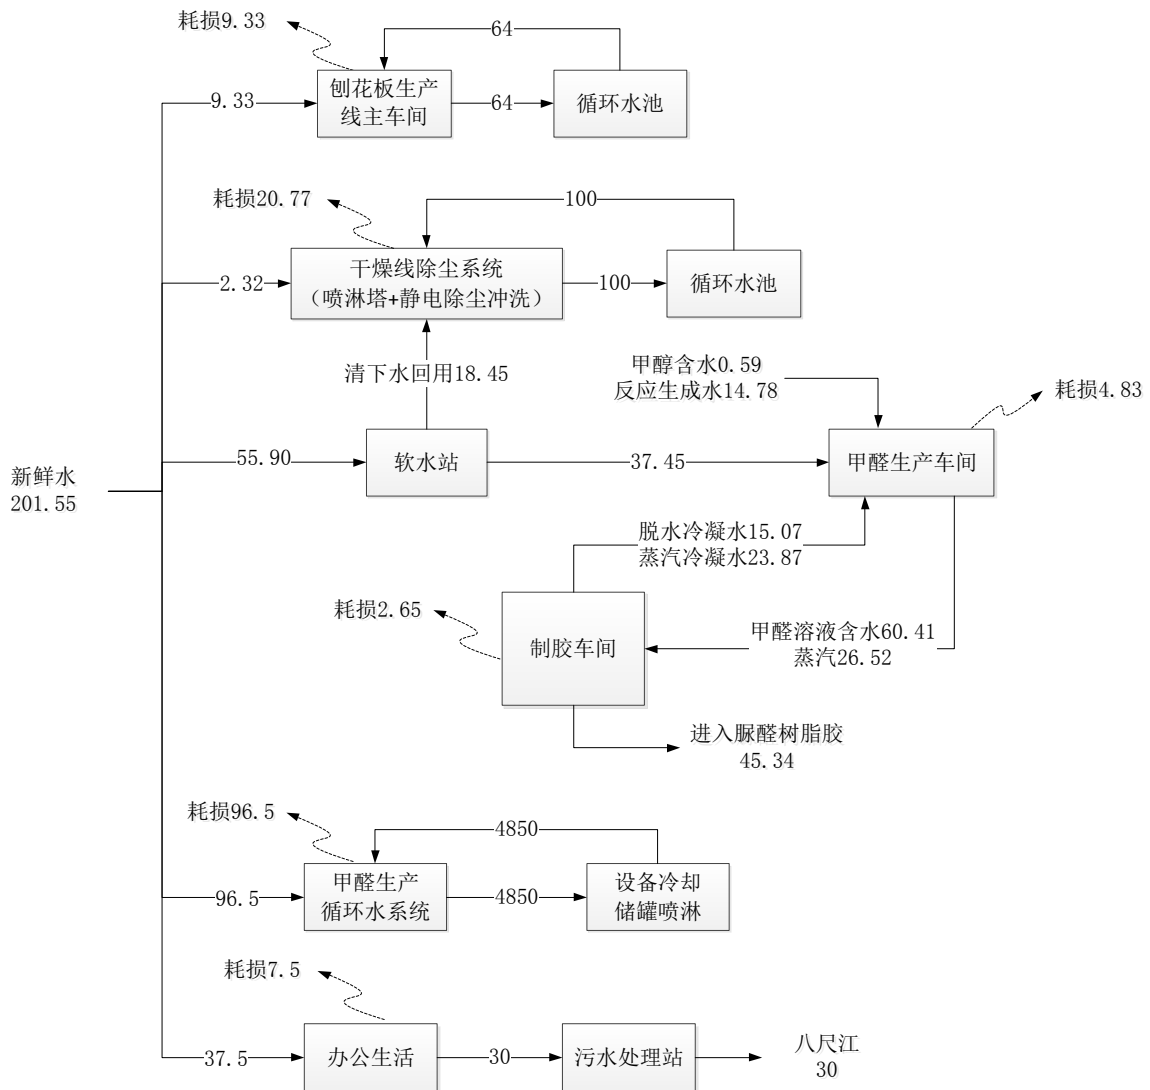 耗损9.33
64
9.33
刨花板生产
线主车间
64
循环水池
耗损20.77
100
2.32
干燥线除尘系统
（喷淋塔+静电除尘冲洗）
100
循环水池
清下水回用18.45
甲醇含水0.59
反应生成水14.78
耗损4.83
新鲜水
201.55
55.90
软水站
37.45
甲醛生产车间
脱水冷凝水15.07
蒸汽冷凝水23.87
耗损2.65
制胶车间
甲醛溶液含水60.41
蒸汽26.52
进入脲醛树脂胶
45.34
耗损96.5
4850
96.5
甲醛生产
循环水系统
4850
设备冷却
储罐喷淋
耗损7.5
37.5
办公生活
30
污水处理站
八尺江
30